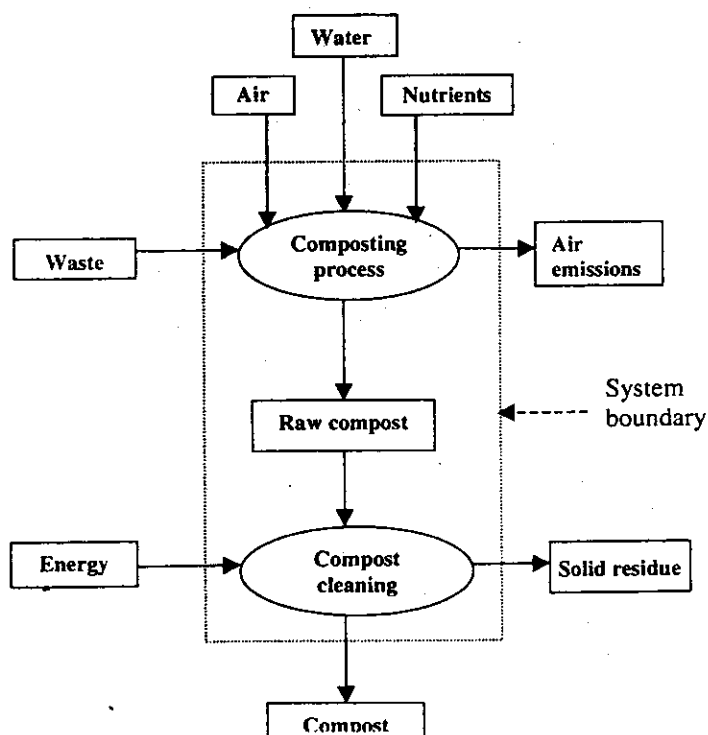 Water
Air
Nutrients
Composting
process
Waste
Air
emissions
Raw compost
System
boundary
Energy
Compost
cleaning
Solid residue
Compost